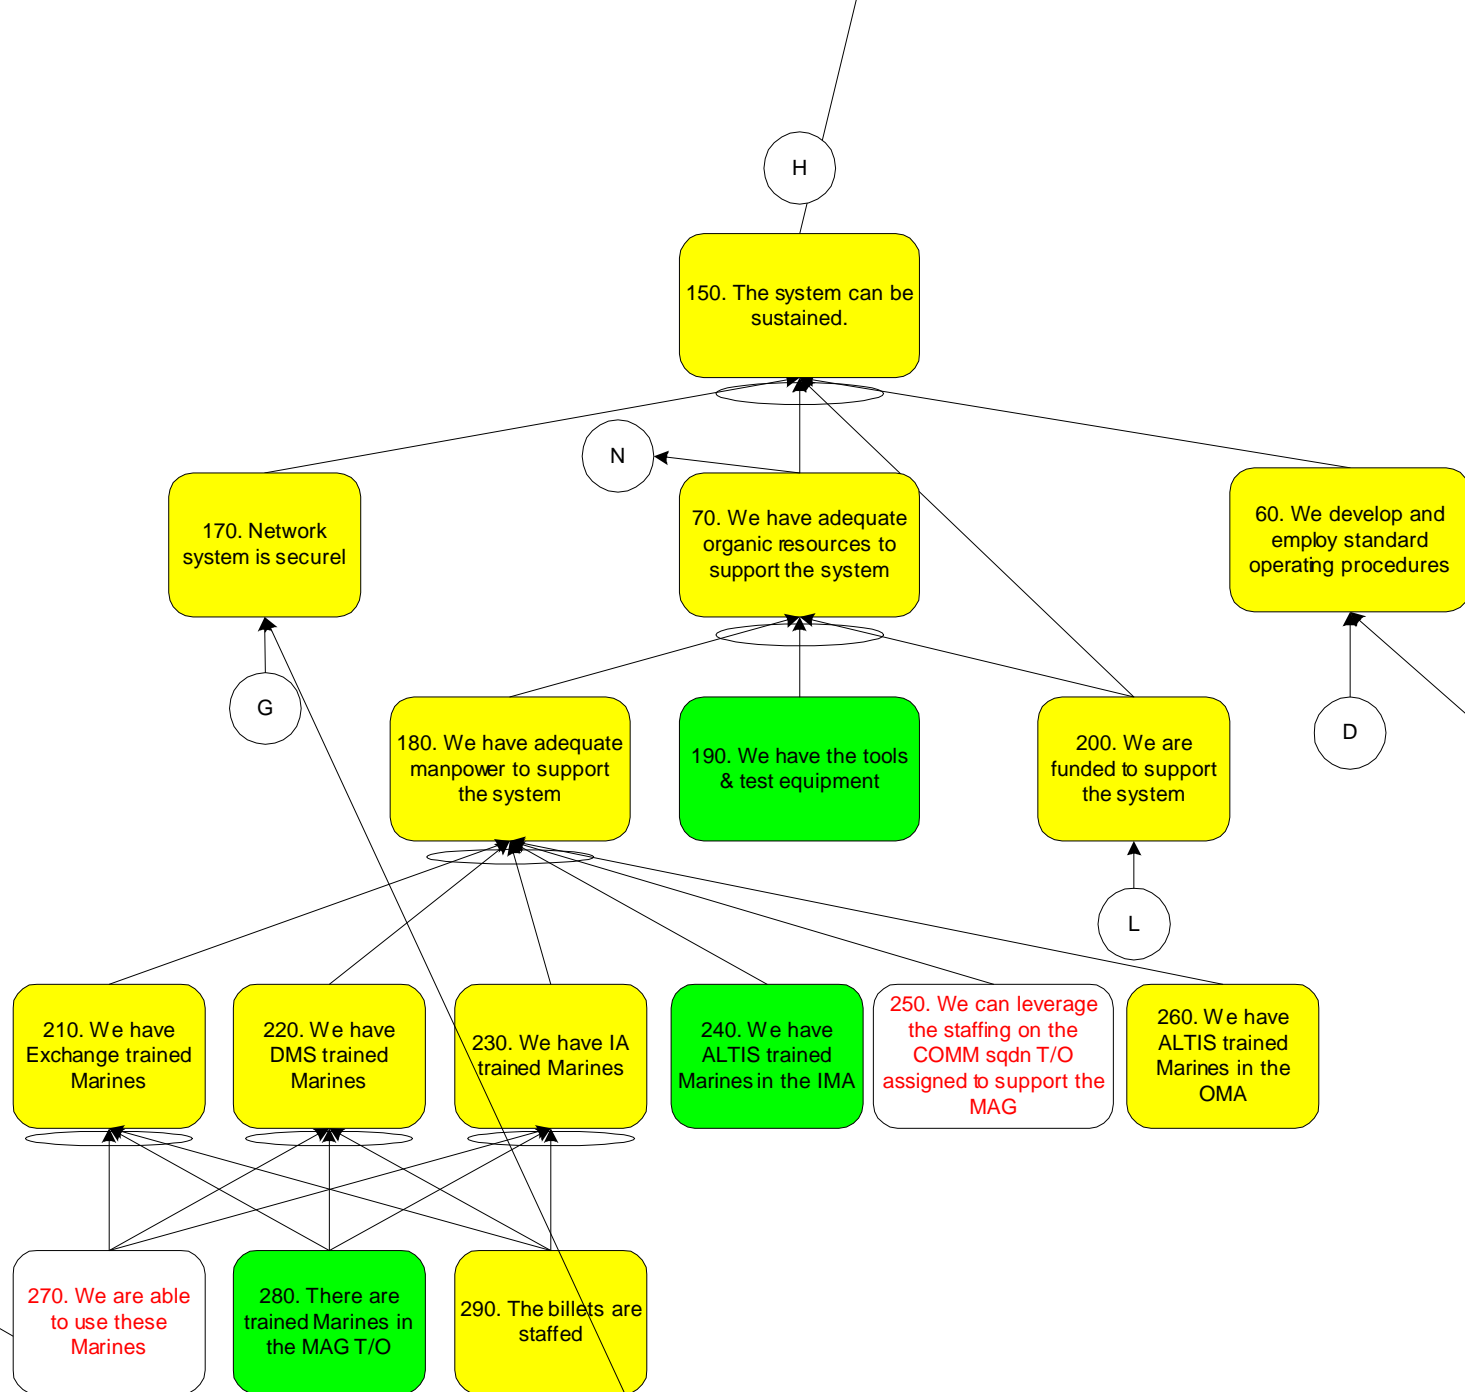 H
150. The system can be
sustained.
N
170. Network
system is securel
70. We have adequate
organic resources to
support the system
60. We develop and
employ standard
operating procedures
G
180. We have adequate
manpower to support
the system
190. We have the tools
& test equipment
200. We are
funded to support
the system
D
L
210. We have
Exchange trained
Marines
220. We have
DMS trained
Marines
230. We have IA
trained Marines
240. We have
ALTIS trained
Marines in the IMA
250. We can leverage
the staffing on the
COMM sqdn T/O
assigned to support the
MAG
260. We have
ALTIS trained
Marines in the
OMA
270. We are able
to use these
Marines
280. There are
trained Marines in
the MAG T/O
290. The billets are
staffed